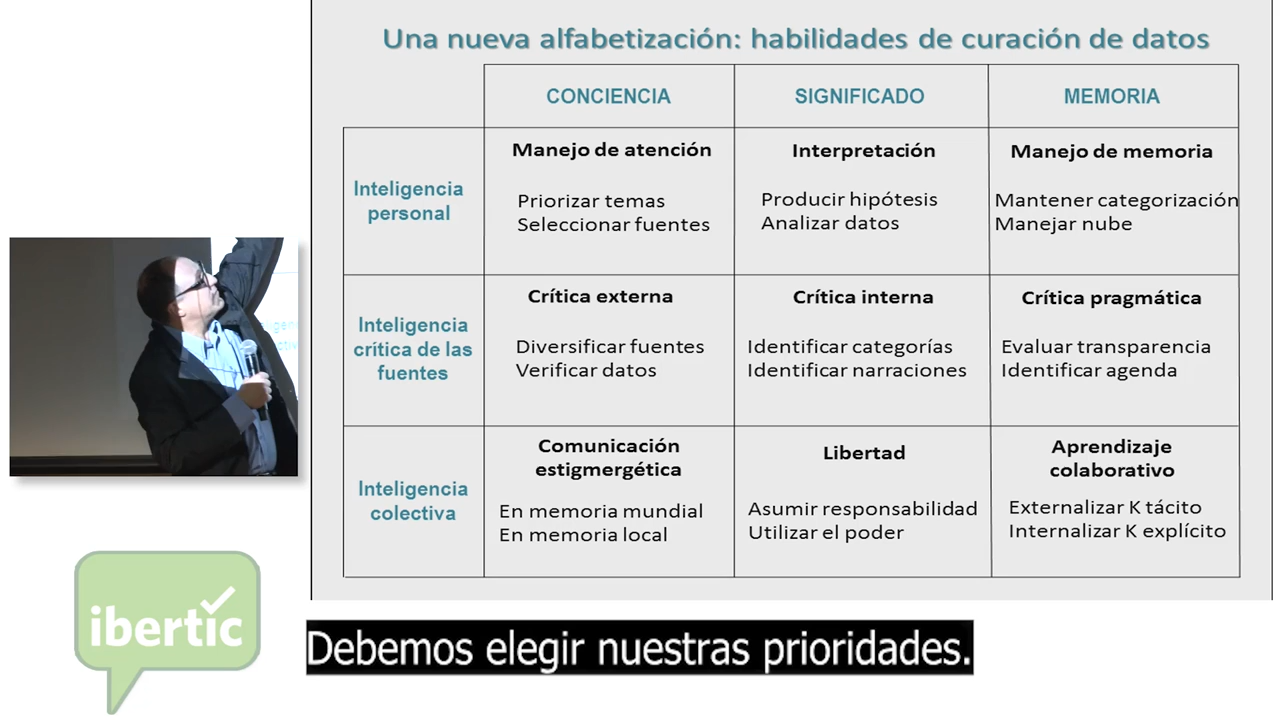 Una nueva alfabetización: habilidades de curación de datos
CONCIENCIA
SIGNIFICADO
MEMORIA
Inteligencia
personal
Manejo de atención
Priorizar temas
Seleccionar fuentes
Interpretación
Producir hipótesis
Analizar datos
Manejo de memoria
Mantener categorización
Manejar nube
Inteligencia
crítica de las
fuentes
Crítica externa
Diversificar fuentes
Verificar datos
Crítica interna
Identificar categorías
Identificar narraciones
Crítica pragmática
Evaluar transparencia
Identificar agenda
Inteligencia
colectiva
Comunicación
estigmergética
En memoria mundial
En memoria local
Libertad
Asumir responsabilidad
Utilizar el poder
Aprendizaje
colaborativo
Externalizar K tácito
Internalizar K explícito
ibertic
Debemos elegir nuestras prioridades.